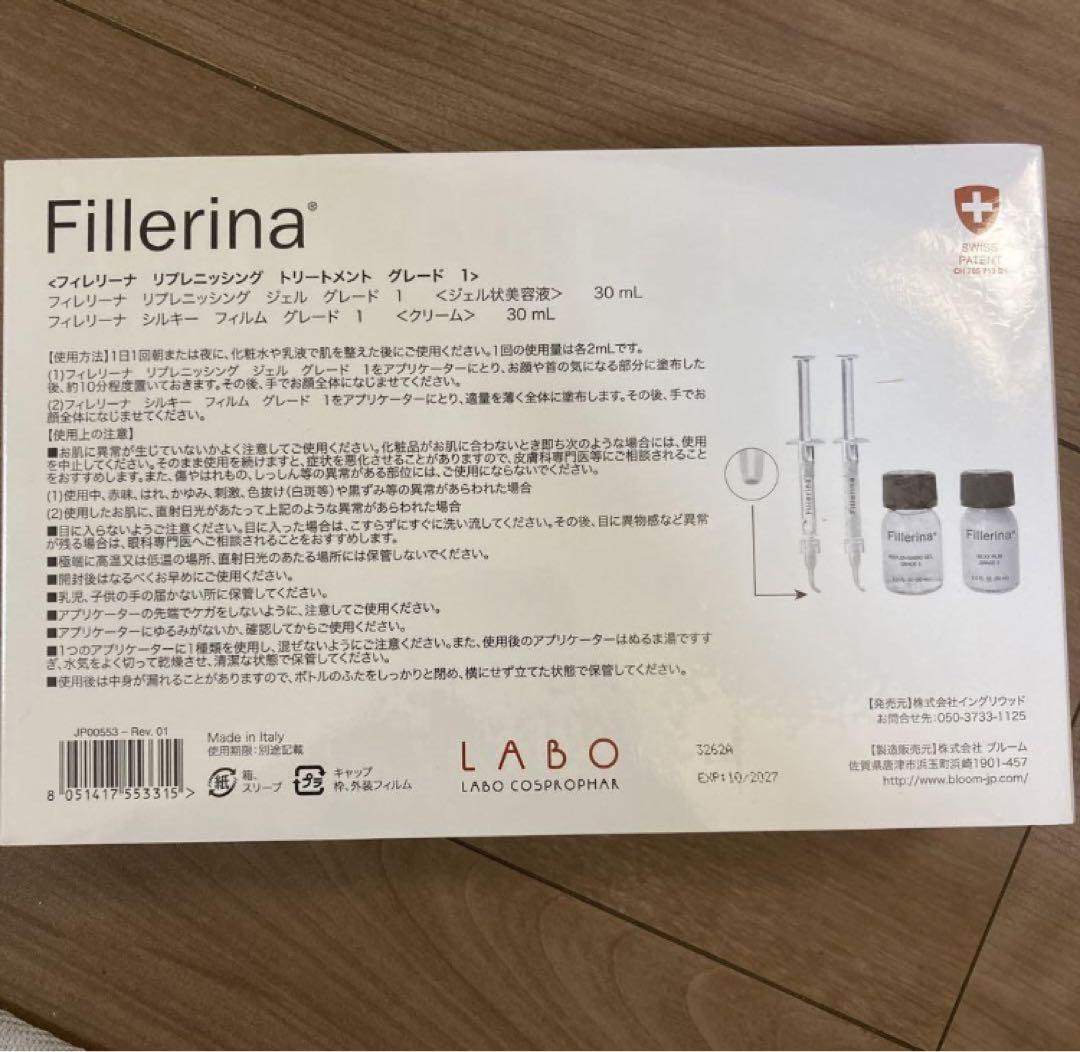 Fillerina®
SWISS
PATENT
<フィレリーナ リプレニッシング トリートメント グレード 1>
フィレリーナ リプレニッシング ジェル グレード 1 <ジェル状美容液> 30 mL
フィレリーナ シルキー フィルム グレード 1 <クリーム> 30 mL
【使用方法】1日1回朝または夜に、化粧水や乳液で肌を整えた後にご使用ください。1回の使用量は各2mLです。
(1)フィレリーナ リプレニッシング ジェル グレード 1をアプリケーターにとり、お顔や首の気になる部分に塗布した
後、約10分程度置いておきます。その後、手でお顔全体になじませてください。
(2)フィレリーナ シルキー フィルム グレード 1をアプリケーターにとり、適量を薄く全体に塗布します。その後、手でお
顔全体になじませてください。
【使用上の注意】
■お肌に異常が生じていないかよく注意してご使用ください。化粧品がお肌に合わないとき即ち次のような場合には、使用
を中止してください。そのまま使用を続けますと、症状を悪化させることがありますので、皮膚科専門医等にご相談されること
をおすすめします。また、傷やはれもの、しっしん等の異常がある部位には、ご使用にならないでください。
(1)使用中、赤味、はれ、かゆみ、刺激、色抜け(白斑等)や黒ずみ等の異常があらわれた場合
(2)使用したお肌に、直射日光があたって上記のような異常があらわれた場合
■目に入らないようご注意ください。目に入った場合は、こすらずにすぐに洗い流してください。その後、目に異物感など異常
が残る場合は、眼科専門医へご相談されることをおすすめします。
■極端に高温又は低温の場所、直射日光のあたる場所には保管しないでください。
■開封後はなるべくお早めにご使用ください。
■乳児、子供の手の届かない所に保管してください。
■アプリケーターの先端でケガをしないように、注意してご使用ください。
■アプリケーターにゆるみがないか、確認してからご使用ください。
■1つのアプリケーターに1種類を使用し、混ぜないようにご注意ください。また、使用後のアプリケーターはぬるま湯ですす
ぎ、水気をよく切って乾燥させ、清潔な状態で保管してください。
■使用後は中身が漏れることがありますので、ボトルのふたをしっかりと閉め、横にせず立てた状態で保管してください。
Fillerina
Fillerina
Fillerina®
Fillerina®
JP00553 – Rev. 01
8 051417 553315 >
Made in Italy
使用期限:別途記載
紙
箱、
スリーブ
プラ
キャップ
枠、外装フィルム
LABO
LABO COSPROPHAR
3262A
EXP:10/2027
【発売元】株式会社イングリウッド
お問合せ先:050-3733-1125
【製造販売元】株式会社 ブルーム
佐賀県唐津市浜玉町浜崎1901-457
http://www.bloom-jp.com/